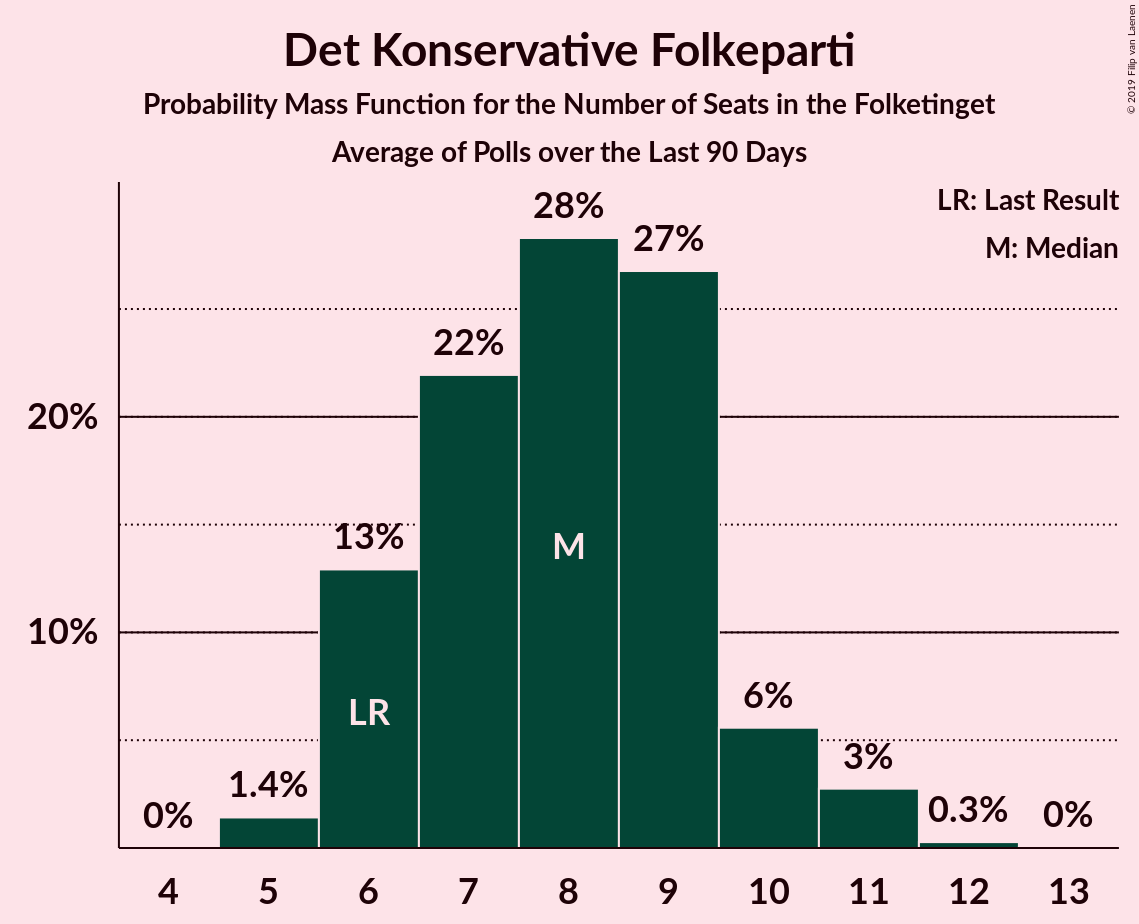 Det Konservative Folkeparti
Probability Mass Function for the Number of Seats in the Folketinget
Average of Polls over the Last 90 Days
© 2019 Filip van Laenen
LR: Last Result
M: Median
28%
27%
22%
20%
13%
M
10%
LR
6%
3%
1.4%
0.3%
0%
0%
4 5 6 7 8 9 10 11 12 13